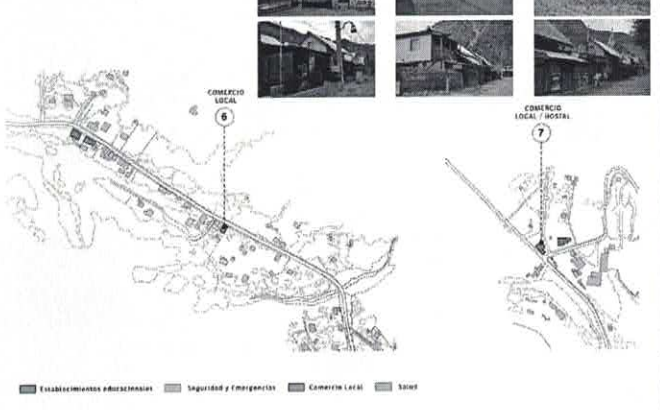 COMERCIO
LOCAL
6
COMERCIO
LOCAL / HOSTAL
7
Establecimientos educacionales
Seguridad y Emergencias
Comercio Local
Salud